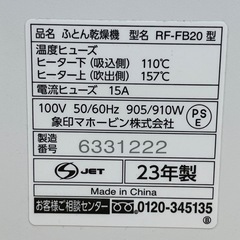 品名 ふとん乾燥機 型名 RF-FB20 型
温度ヒューズ
ヒーター下(吸込側) 110℃
ヒーター上(吹出側) 157℃
電流ヒューズ 15A
100V 50/60Hz 905/910W
象印マホービン株式会社
PS
E
製造
番号 6331222
S JET 23年製
Made in China
お客様ご相談センター 0120-345135
B